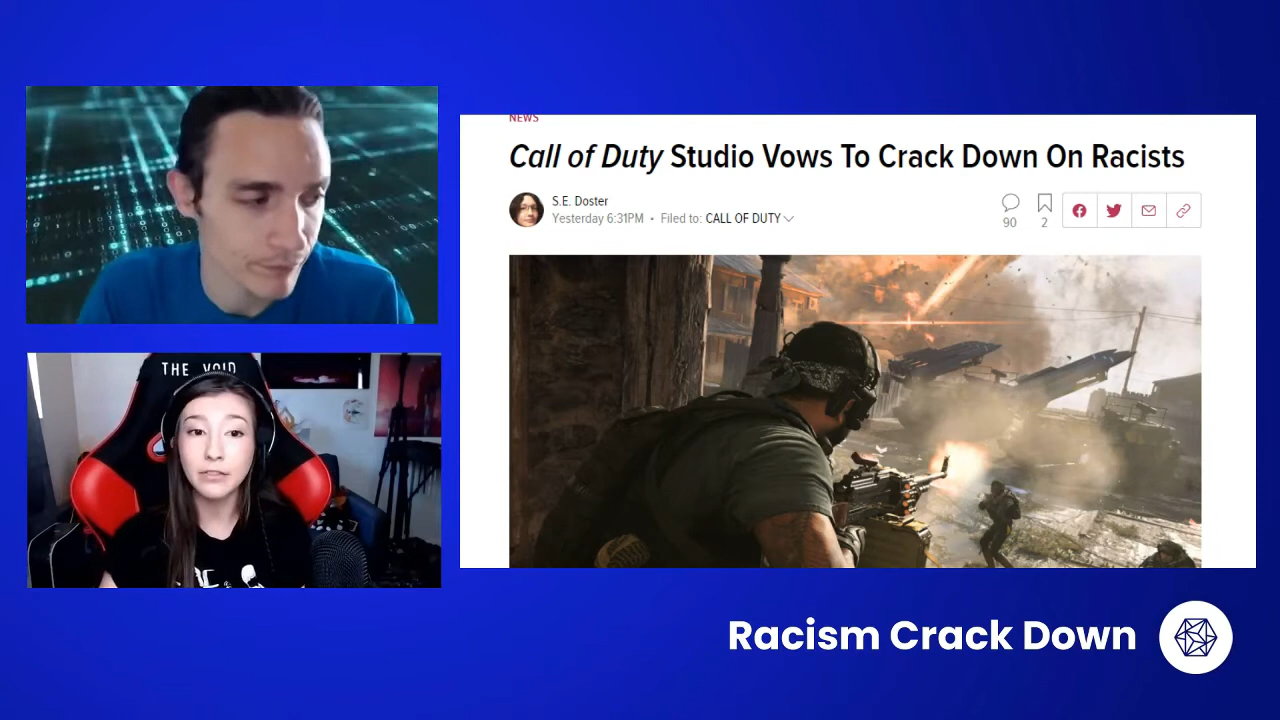 NEWS
Call of Duty Studio Vows To Crack Down On Racists
S.E. Doster
Yesterday 6:31PM • Filed to: CALL OF DUTY
90
2
THE VOID
Racism Crack Down